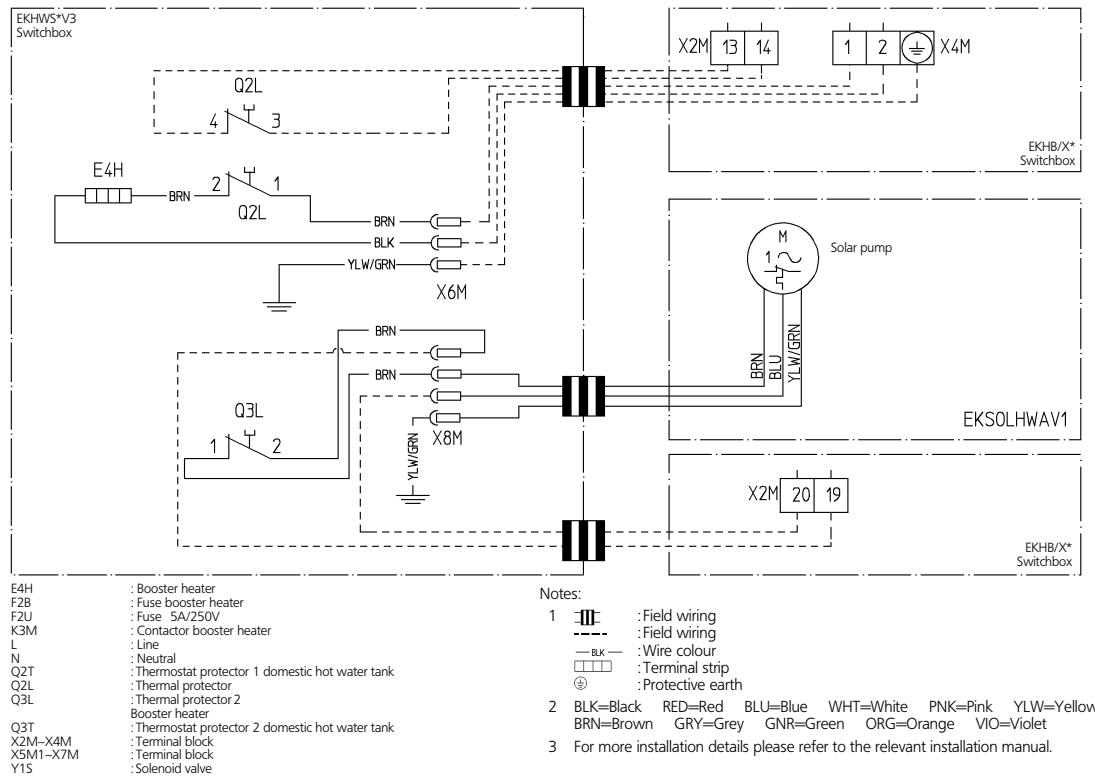 EKHWS*V3
Switchbox
X2M 13 14 1 2 X4M
Q2L
4 3
EKHB/X*
Switchbox
E4H
BRN 2 1
Q2L
BRN
BLK
YLW/GRN
X6M
M
1
Solar pump
BRN BLU YLW/GRN
EKSOLHWAV1
BRN
BRN
Q3L
1 2
X8M
YLW/GRN
X2M 20 19
EKHB/X*
Switchbox
E4H : Booster heater
F2B : Fuse booster heater
F2U : Fuse 5A/250V
K3M : Contactor booster heater
L : Line
N : Neutral
Q2T : Thermostat protector 1 domestic hot water tank
Q2L : Thermal protector
Q3L : Thermal protector 2
Booster heater
Q3T : Thermostat protector 2 domestic hot water tank
X2M~X4M : Terminal block
X5M1~X7M : Terminal block
Y1S : Solenoid valve
Notes:
1 : Field wiring
: Field wiring
BLK : Wire colour
: Terminal strip
: Protective earth
2 BLK=Black RED=Red BLU=Blue WHT=White PNK=Pink YLW=Yellow
BRN=Brown GRY=Grey GNR=Green ORG=Orange VIO=Violet
3 For more installation details please refer to the relevant installation manual.